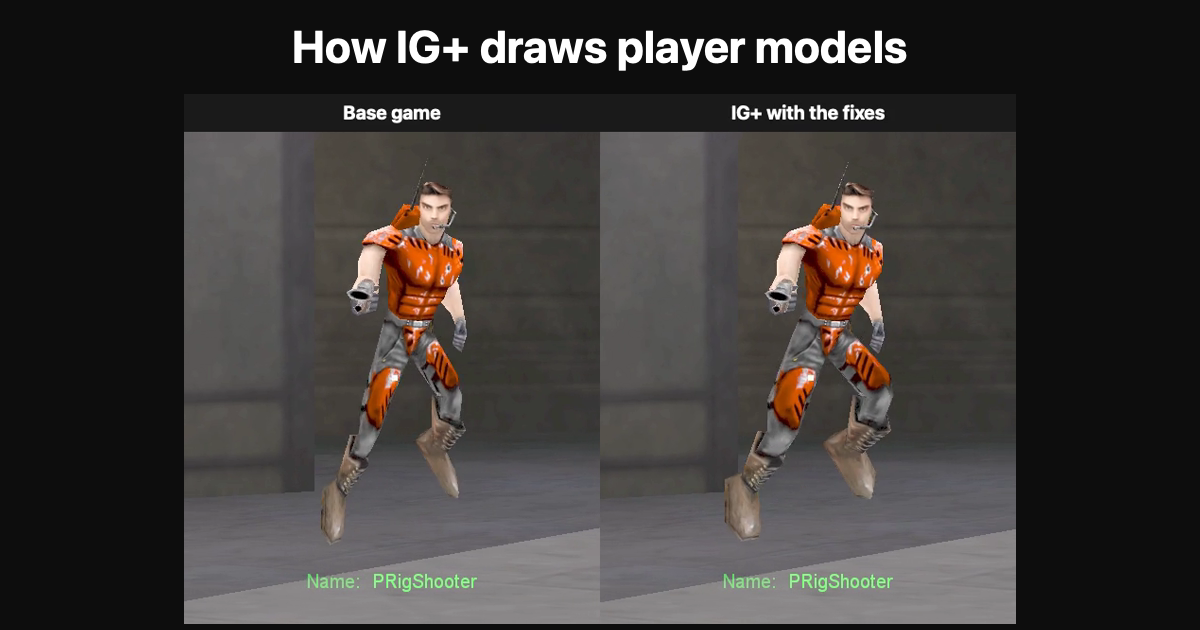 How IG+ draws player models
Base game
IG+ with the fixes
Name: PRigShooter
Name: PRigShooter